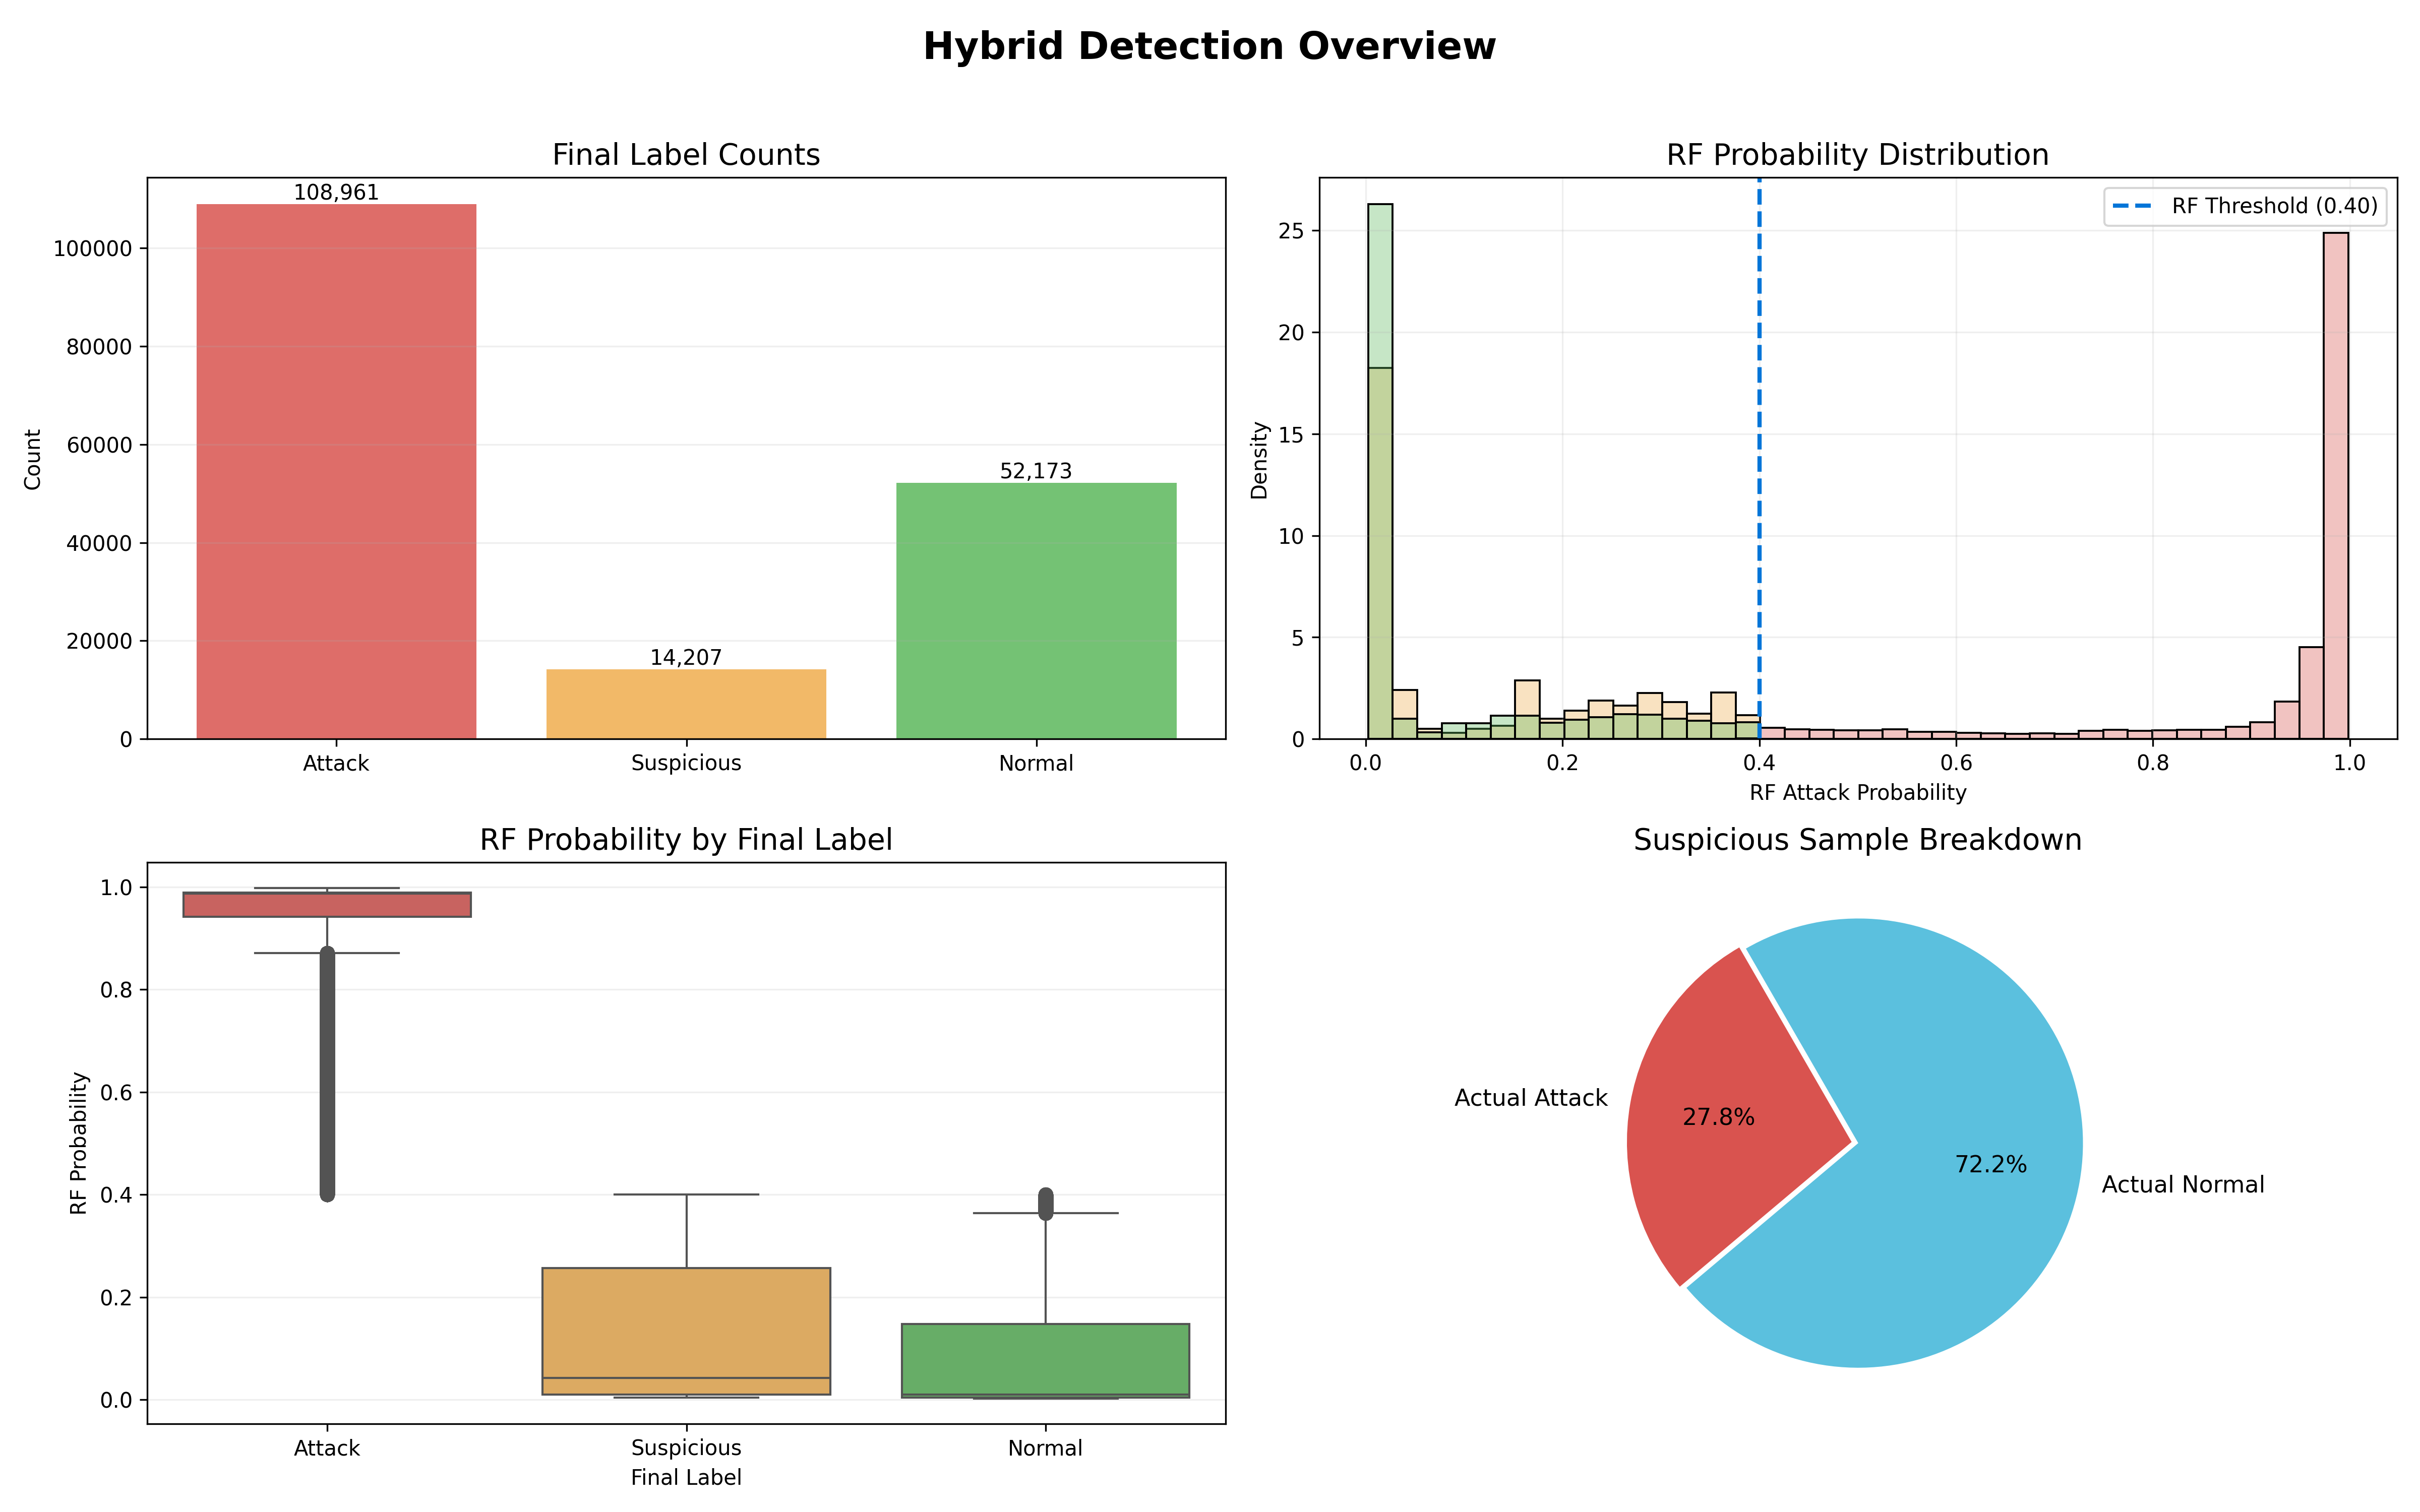 Hybrid Detection Overview
Final Label Counts
108,961
14,207
52,173
100000
80000
60000
40000
20000
0
Count
Attack
Suspicious
Normal
RF Probability Distribution
RF Threshold (0.40)
25
20
15
10
5
0
Density
0.0
0.2
0.4
0.6
0.8
1.0
RF Attack Probability
RF Probability by Final Label
1.0
0.8
0.6
0.4
0.2
0.0
RF Probability
Attack
Suspicious
Normal
Final Label
Suspicious Sample Breakdown
Actual Attack
27.8%
72.2%
Actual Normal